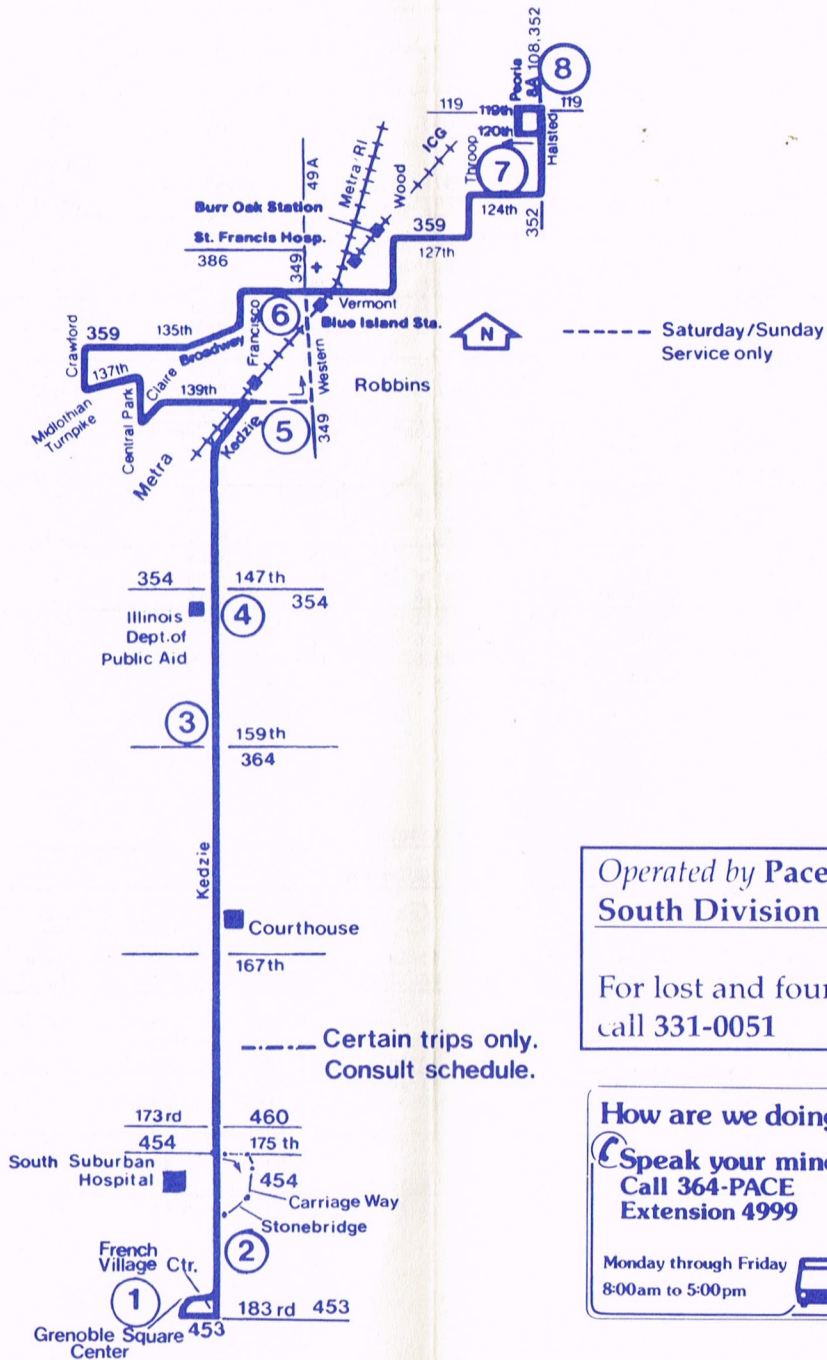 8A 108,352
Peoria
8
119
119th
119
120th
Halsted
ICG
Throop
7
49A
Metra RI
Wood
124th
352
Burr Oak Station
St. Francis Hosp.
359
386
349
127th
Vermont
6
Blue Island Sta.
N
Saturday/Sunday
Service only
Crawford
359
135th
Broadway
Francisco
137th
Claire
139th
Western
Robbins
Midlothian
Turnpike
Central Park
Kedzie
5
349
Metra
354
147th
354
4
Illinois
Dept.of
Public Aid
3
159th
364
Kedzie
Courthouse
167th
Operated by Pace
South Division
For lost and
call 331-0051
Certain trips only.
Consult schedule.
173rd
460
454
175 th
South Suburban
Hospital
454
Carriage Way
Stonebridge
2
French
Village Ctr.
1
183 rd 453
453
Grenoble Square
Center
How are we doing
Speak your
Call 364-PACE
Extension 4999
Monday through Friday
8:00am to 5:00pm